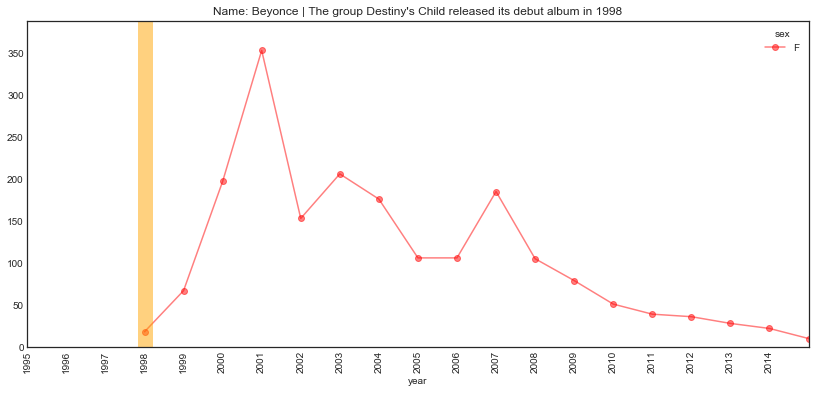 Name: Beyonce | The group Destiny's Child released its debut album in 1998
sex
F
350
300
250
200
150
100
50
0
1995 1996 1997 1998 1999 2000 2001 2002 2003 2004 2005 2006 2007 2008 2009 2010 2011 2012 2013 2014
year